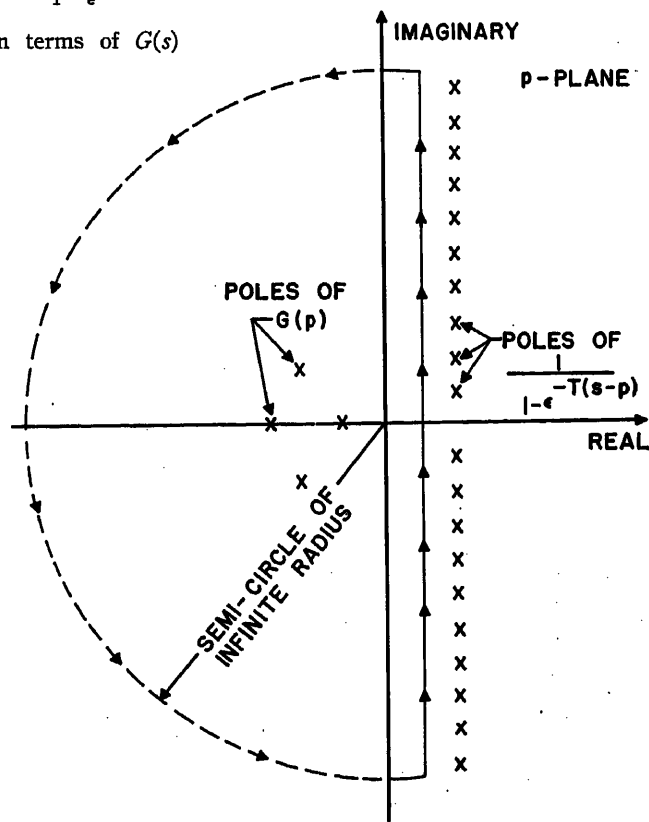 n terms of G(s)
IMAGINARY
p-PLANE
POLES OF
G(p)
POLES OF
1
1-ϵ^-T(s-p)
REAL
SEMI-CIRCLE OF
INFINITE RADIUS